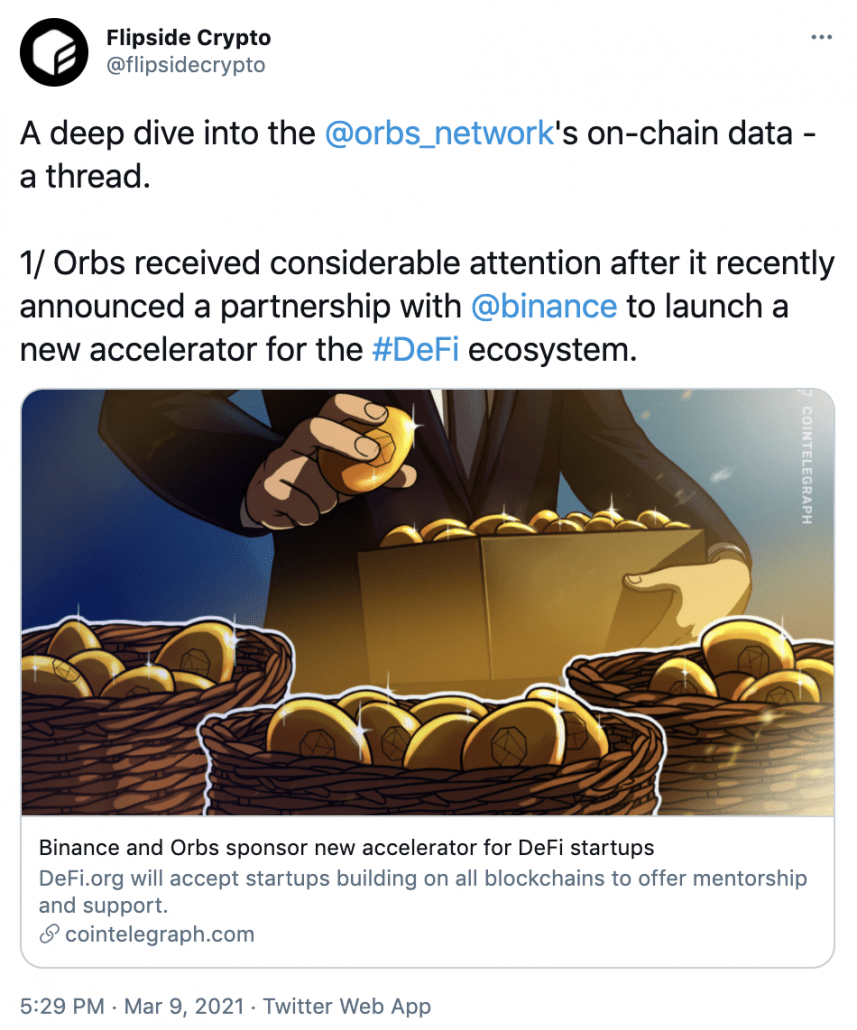 Flipside Crypto
@flipsidecrypto
A deep dive into the @orbs_network's on-chain data -
a thread.
1/ Orbs received considerable attention after it recently
announced a partnership with @binance to launch a
new accelerator for the #DeFi ecosystem.
COINTELEGRAPH
Binance and Orbs sponsor new accelerator for DeFi startups
DeFi.org will accept startups building on all blockchains to offer mentorship
and support.
cointelegraph.com
5:29 PM · Mar 9, 2021 · Twitter Web App